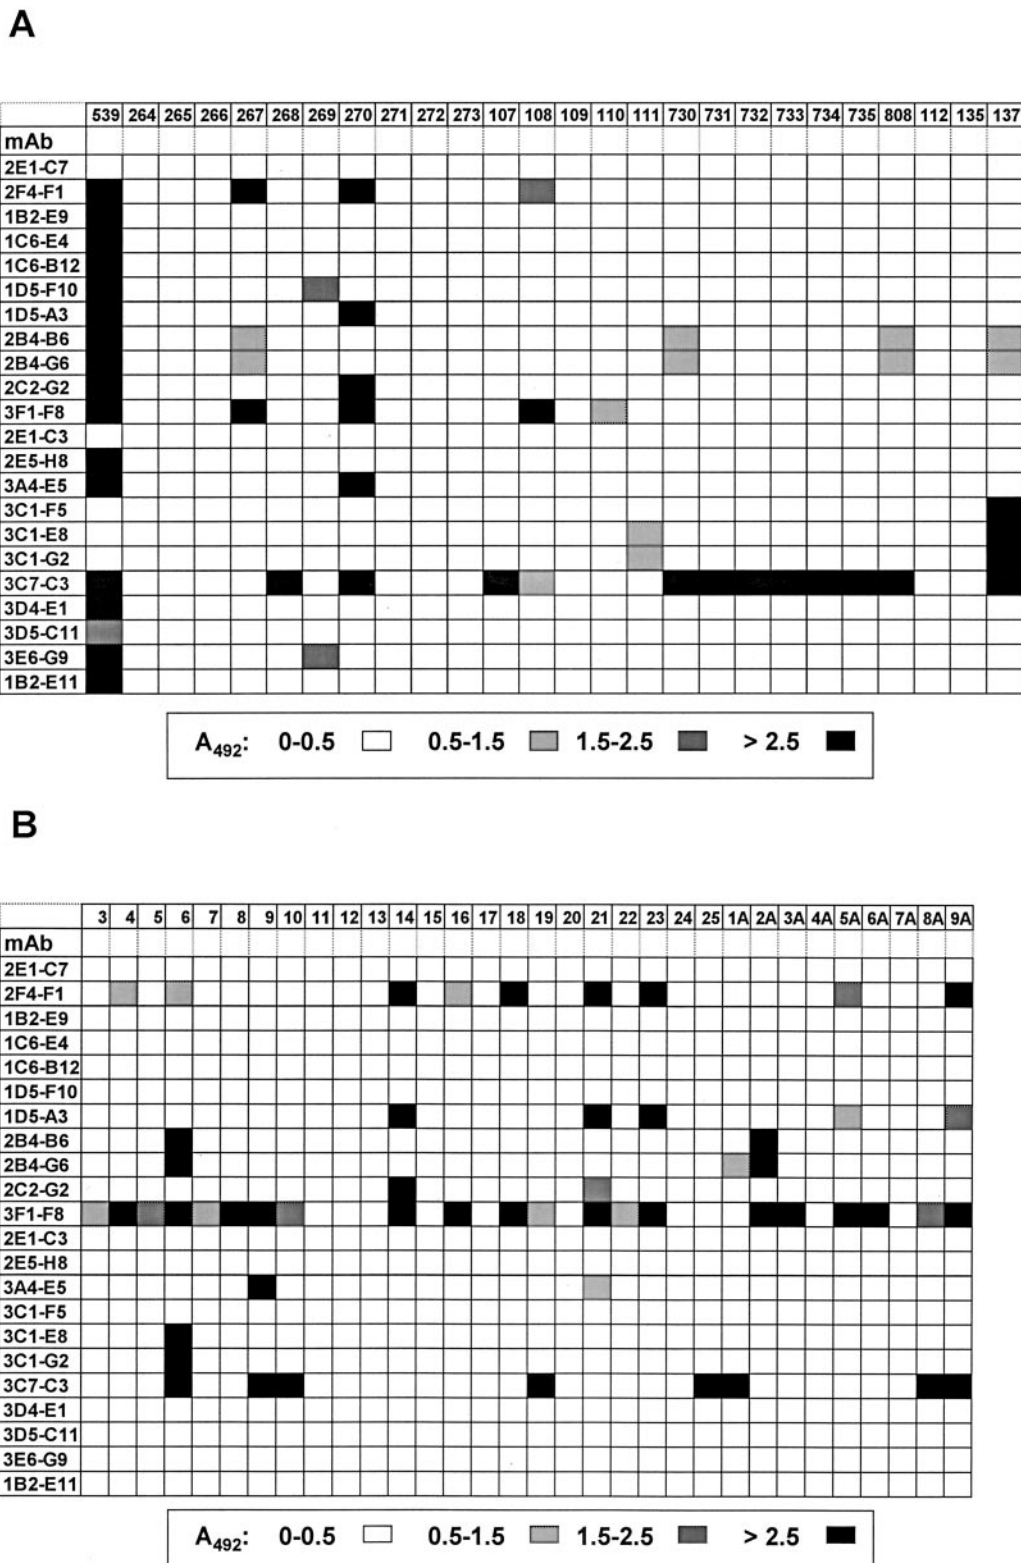 A
539 264 265 266 267 268 269 270 271 272 273 107 108 109 110 111 730 731 732 733 734 735 808 112 135 137
mAb
2E1-C7
2F4-F1
1B2-E9
1C6-E4
1C6-B12
1D5-F10
1D5-A3
2B4-B6
2B4-G6
2C2-G2
3F1-F8
2E1-C3
2E5-H8
3A4-E5
3C1-F5
3C1-E8
3C1-G2
3C7-C3
3D4-E1
3D5-C11
3E6-G9
1B2-E11
A492: 0-0.5 0.5-1.5 1.5-2.5 > 2.5
B
3 4 5 6 7 8 9 10 11 12 13 14 15 16 17 18 19 20 21 22 23 24 25 1A 2A 3A 4A 5A 6A 7A 8A 9A
mAb
2E1-C7
2F4-F1
1B2-E9
1C6-E4
1C6-B12
1D5-F10
1D5-A3
2B4-B6
2B4-G6
2C2-G2
3F1-F8
2E1-C3
2E5-H8
3A4-E5
3C1-F5
3C1-E8
3C1-G2
3C7-C3
3D4-E1
3D5-C11
3E6-G9
1B2-E11
A492: 0-0.5 0.5-1.5 1.5-2.5 > 2.5